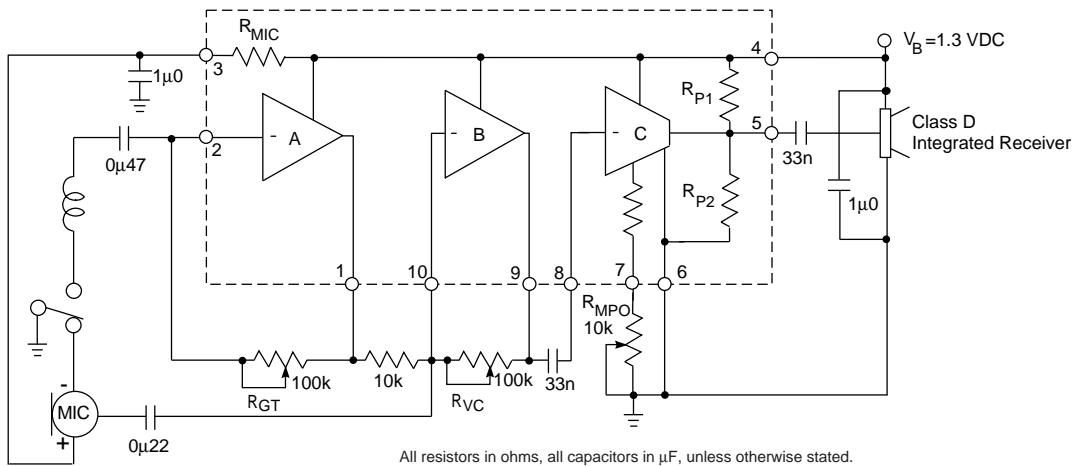 R_MIC
3
4
V_B =1.3 VDC
1μ0
A
B
C
R_P1
2
5
0μ47
33n
Class D
Integrated Receiver
R_P2
1μ0
1
10
9
8
7
6
R_MPO
10k
100k
10k
100k
33n
R_GT
R_VC
MIC
0μ22
-
-
-
-
+
All resistors in ohms, all capacitors in μF, unless otherwise stated.